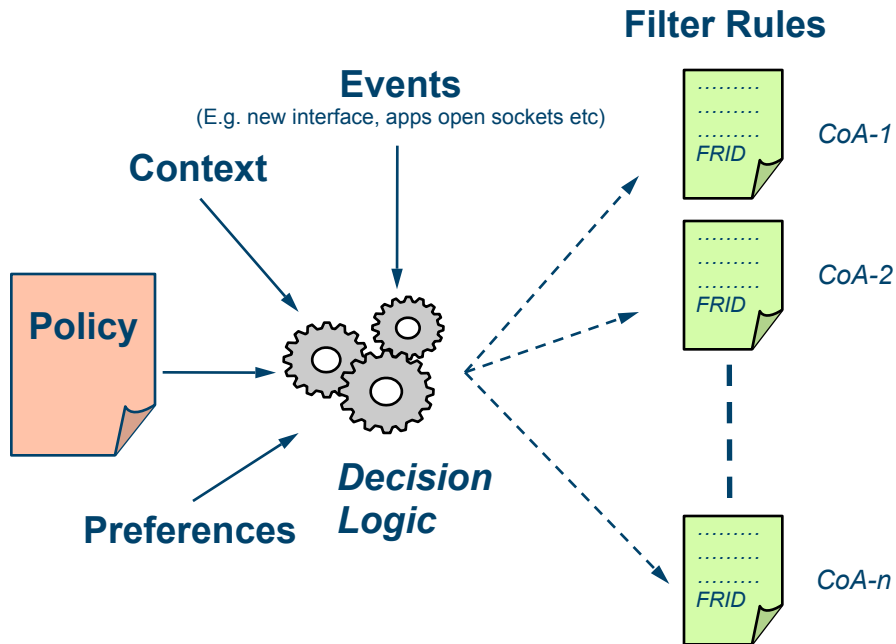 Filter Rules
Events
(E.g. new interface, apps open sockets etc)
Context
Policy
Preferences
Decision
Logic
.........
.........
.........
FRID
CoA-1
.........
.........
.........
FRID
CoA-2
.........
.........
.........
FRID
CoA-n